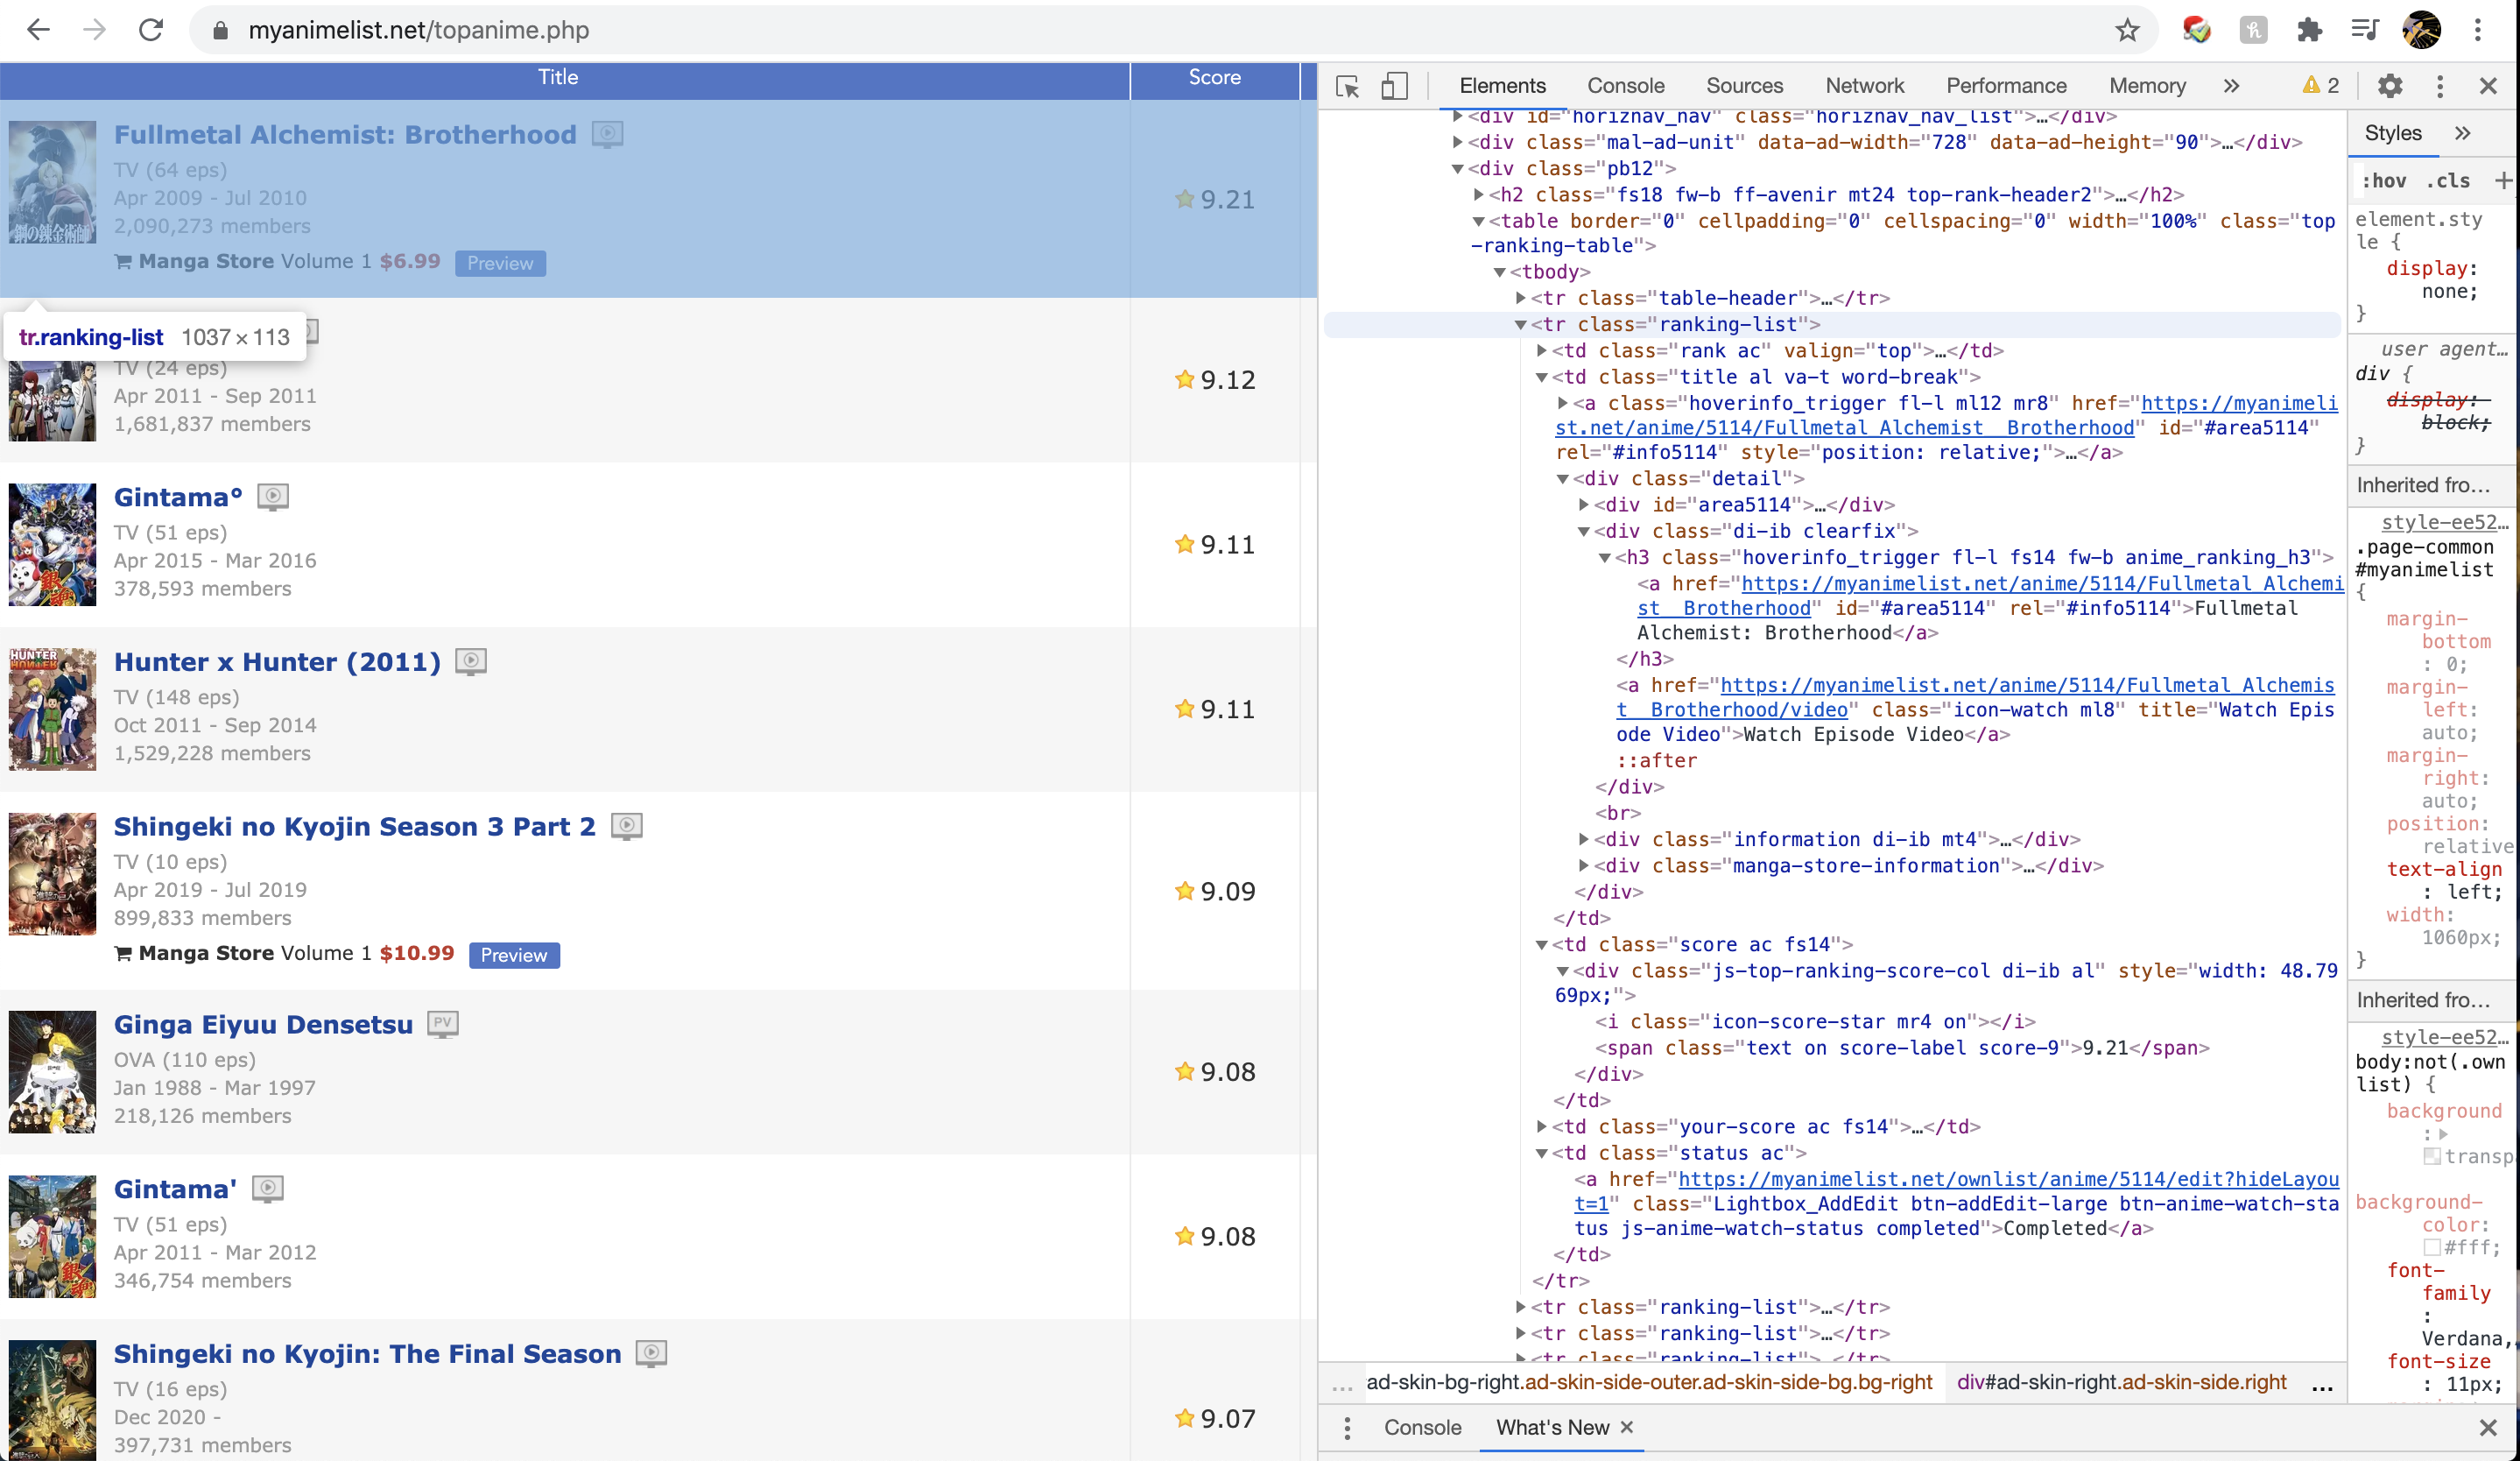 myanimelist.net/topanime.php
Title Score
Fullmetal Alchemist: Brotherhood
TV (64 eps)
Apr 2009 - Jul 2010
2,090,273 members
Manga Store Volume 1 $6.99 Preview
9.21
tr.ranking-list 1037 × 113
TV (24 eps)
Apr 2011 - Sep 2011
1,681,837 members
9.12
Gintama°
TV (51 eps)
Apr 2015 - Mar 2016
378,593 members
9.11
Hunter x Hunter (2011)
TV (148 eps)
Oct 2011 - Sep 2014
1,529,228 members
9.11
Shingeki no Kyojin Season 3 Part 2
TV (10 eps)
Apr 2019 - Jul 2019
899,833 members
Manga Store Volume 1 $10.99 Preview
9.09
Ginga Eiyuu Densetsu PV
OVA (110 eps)
Jan 1988 - Mar 1997
218,126 members
9.08
Gintama'
TV (51 eps)
Apr 2011 - Mar 2012
346,754 members
9.08
Shingeki no Kyojin: The Final Season
TV (16 eps)
Dec 2020 -
397,731 members
9.07
Elements Console Sources Network Performance Memory » 2
<div id="horiznav_nav" class="horiznav_nav_list">…</div>
<div class="mal-ad-unit" data-ad-width="728" data-ad-height="90">…</div>
<div class="pb12">
<h2 class="fs18 fw-b ff-avenir mt24 top-rank-header2">…</h2>
<table border="0" cellpadding="0" cellspacing="0" width="100%" class="top
-ranking-table">
<tbody>
<tr class="table-header">…</tr>
<tr class="ranking-list">
<td class="rank ac" valign="top">…</td>
<td class="title al va-t word-break">
<a class="hoverinfo_trigger fl-l ml12 mr8" href="https://myanimeli
st.net/anime/5114/Fullmetal_Alchemist__Brotherhood" id="#area5114"
rel="#info5114" style="position: relative;">…</a>
<div class="detail">
<div id="area5114">…</div>
<div class="di-ib clearfix">
<h3 class="hoverinfo_trigger fl-l fs14 fw-b anime_ranking_h3">
<a href="https://myanimelist.net/anime/5114/Fullmetal_Alchemi
st__Brotherhood" id="#area5114" rel="#info5114">Fullmetal
Alchemist: Brotherhood</a>
</h3>
<a href="https://myanimelist.net/anime/5114/Fullmetal_Alchemis
t__Brotherhood/video" class="icon-watch ml8" title="Watch Epis
ode Video">Watch Episode Video</a>
::after
</div>
<br>
<div class="information di-ib mt4">…</div>
<div class="manga-store-information">…</div>
</div>
</td>
<td class="score ac fs14">
<div class="js-top-ranking-score-col di-ib al" style="width: 48.79
69px;">
<i class="icon-score-star mr4 on"></i>
<span class="text on score-label score-9">9.21</span>
</div>
</td>
<td class="your-score ac fs14">…</td>
<td class="status ac">
<a href="https://myanimelist.net/ownlist/anime/5114/edit?hideLayou
t=1" class="Lightbox_AddEdit btn-addEdit-large btn-anime-watch-sta
tus js-anime-watch-status completed">Completed</a>
</td>
</tr>
<tr class="ranking-list">…</tr>
<tr class="ranking-list">…</tr>
<tr class="ranking-list">…</tr>
... ad-skin-bg-right.ad-skin-side-outer.ad-skin-side-bg.bg-right div#ad-skin-right.ad-skin-side.right ...
Console What's New ×
Styles »
:hov .cls +
element.sty
le {
display:
none;
}
user agent…
div {
display:
block;
}
Inherited fro…
style-ee52…
.page-common
#myanimelist
{
margin-
bottom
: 0;
margin-
left:
auto;
margin-
right:
auto;
position:
relative
text-align
: left;
width:
1060px;
}
Inherited fro…
style-ee52…
body:not(.own
list) {
background
:
transp
background-
color:
#fff;
font-
family
:
Verdana,
font-size
: 11px;